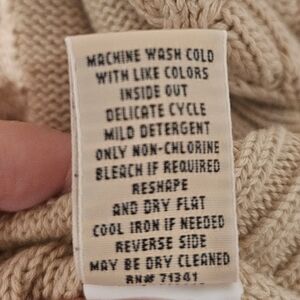 MACHINE WASH COLD
WITH LIKE COLORS
INSIDE OUT
DELICATE CYCLE
MILD DETERGENT
ONLY NON-CHLORINE
BLEACH IF REQUIRED
RESHAPE
AND DRY FLAT
COOL IRON IF NEEDED
REVERSE SIDE
MAY BE DRY CLEANED
RN# 71341